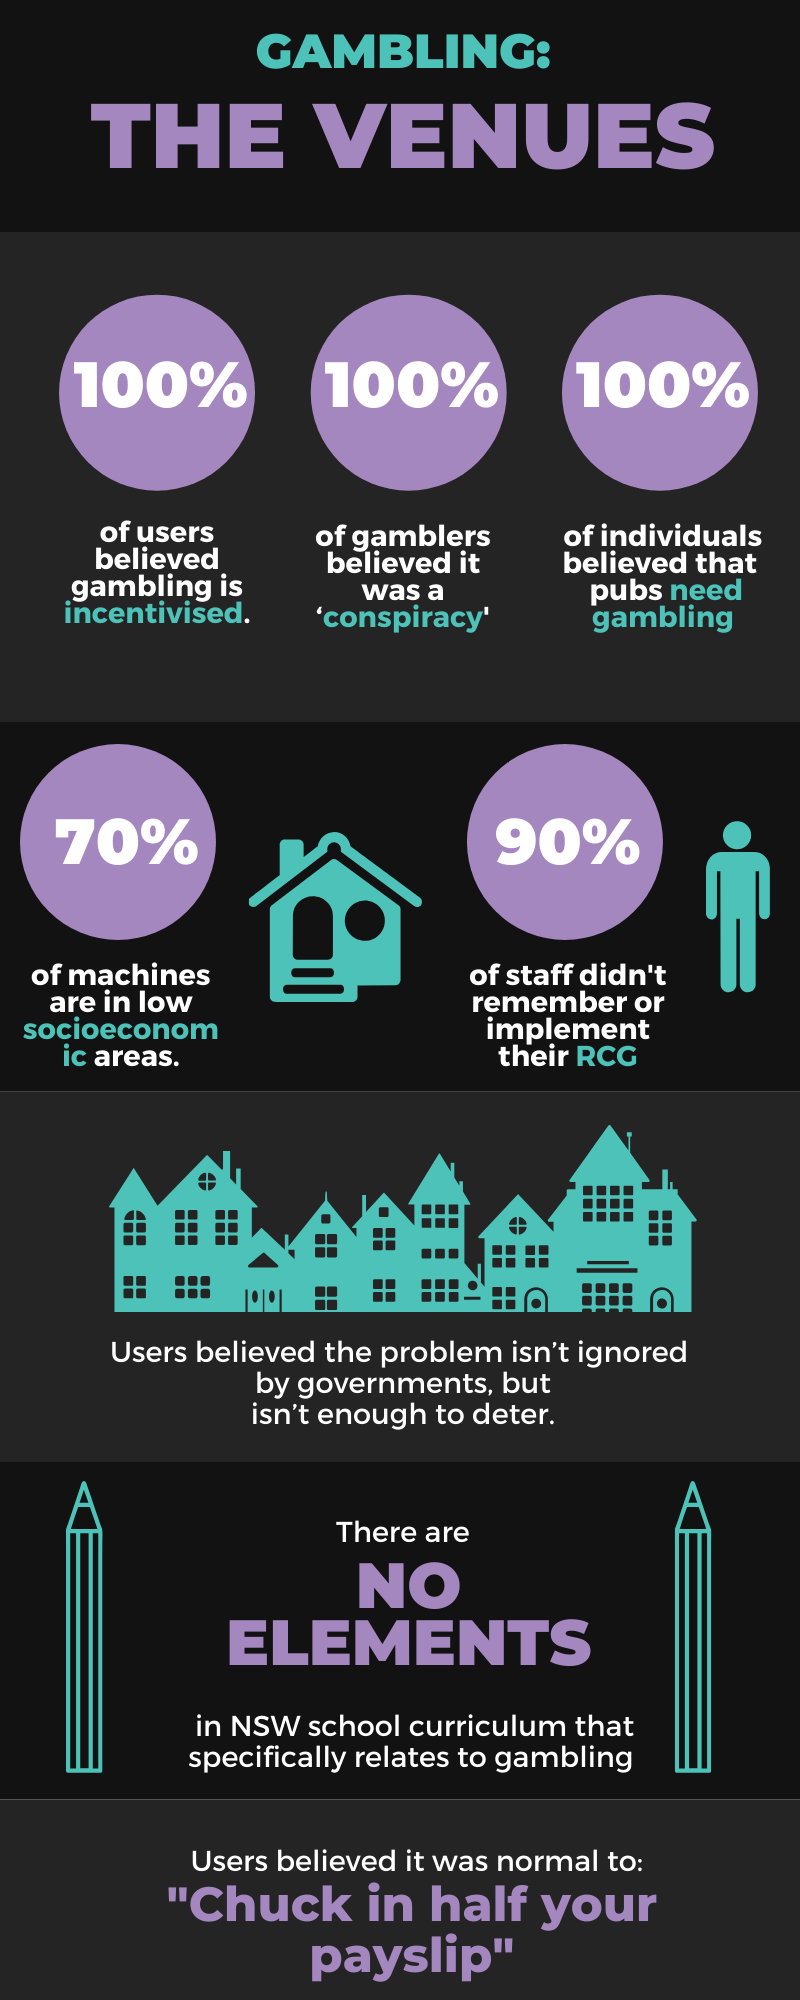 GAMBLING:
THE VENUES
100%
of users
believed
gambling is
incentivised.
100%
of gamblers
believed it
was a
‘conspiracy'
100%
of individuals
believed that
pubs need
gambling
70%
of machines
are in low
socioeconom
ic areas.
90%
of staff didn't
remember or
implement
their RCG
Users believed the problem isn’t ignored
by governments, but
isn’t enough to deter.
There are
NO
ELEMENTS
in NSW school curriculum that
specifically relates to gambling
Users believed it was normal to:
"Chuck in half your
payslip"